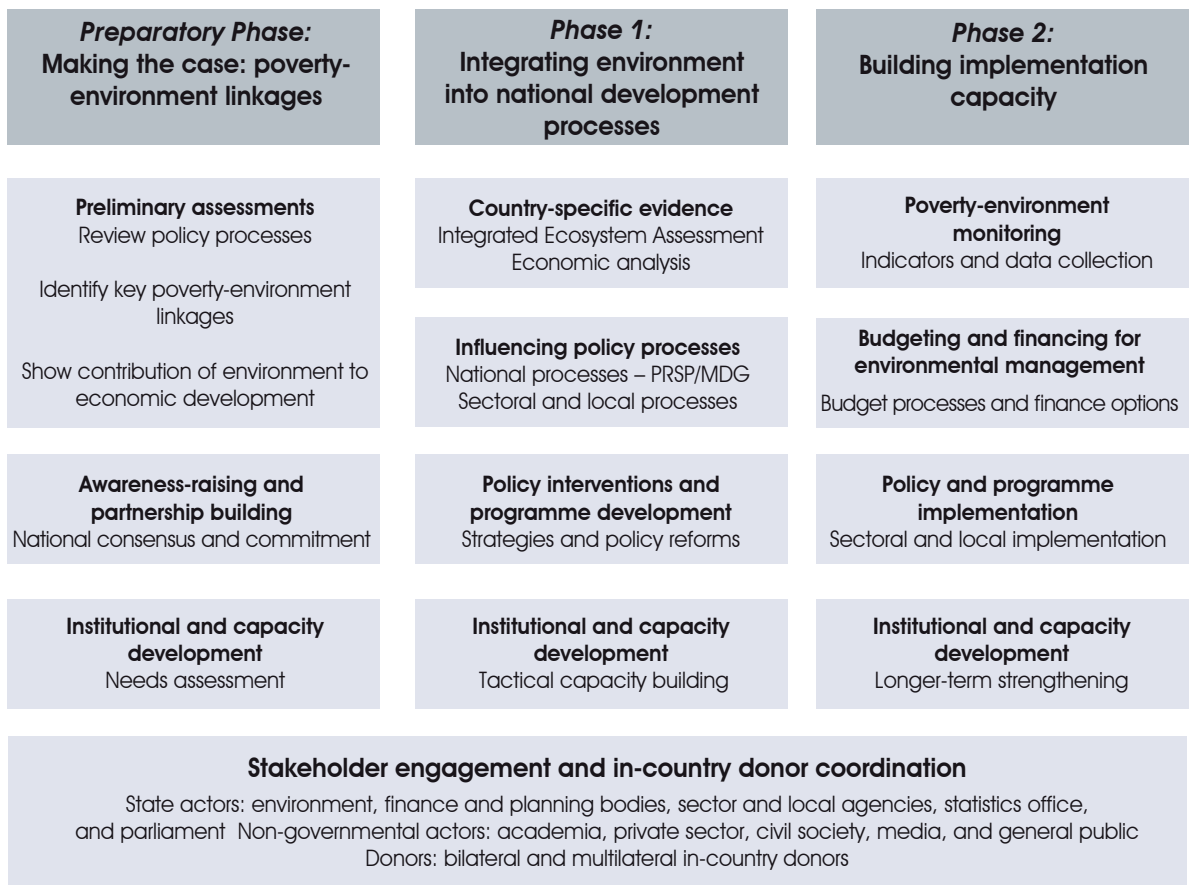 Preparatory Phase:
Making the case: poverty-
environment linkages
Preliminary assessments
Review policy processes
Identify key poverty-environment
linkages
Show contribution of environment to
economic development
Awareness-raising and
partnership building
National consensus and commitment
Institutional and capacity
development
Needs assessment
Phase 1:
Integrating environment
into national development
processes
Country-specific evidence
Integrated Ecosystem Assessment
Economic analysis
Influencing policy processes
National processes – PRSP/MDG
Sectoral and local processes
Policy interventions and
programme development
Strategies and policy reforms
Institutional and capacity
development
Tactical capacity building
Phase 2:
Building implementation
capacity
Poverty-environment
monitoring
Indicators and data collection
Budgeting and financing for
environmental management
Budget processes and finance options
Policy and programme
implementation
Sectoral and local implementation
Institutional and capacity
development
Longer-term strengthening
Stakeholder engagement and in-country donor coordination
State actors: environment, finance and planning bodies, sector and local agencies, statistics office,
and parliament Non-governmental actors: academia, private sector, civil society, media, and general public
Donors: bilateral and multilateral in-country donors